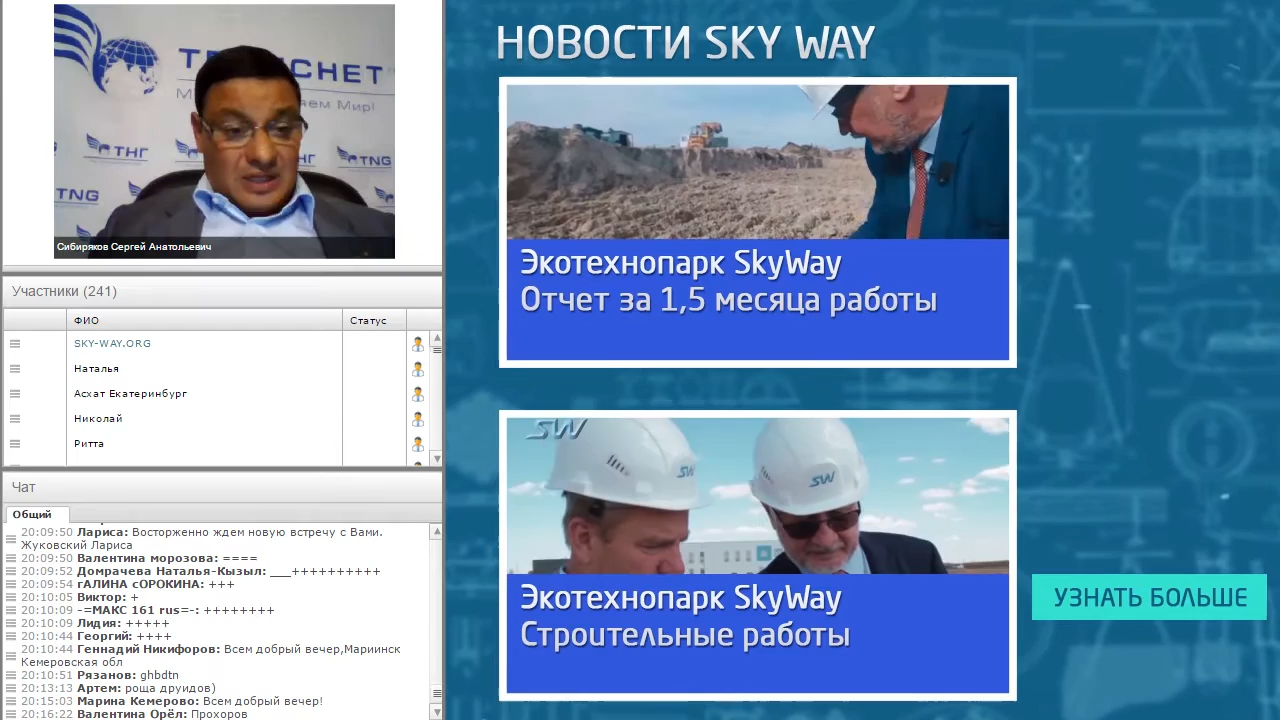 ТНГ
TNG
TNG
Сибиряков Сергей Анатольевич
Участники (241)
ФИО
Статус
SKY-WAY.ORG
Наталья
Асхат Екатеринбург
Николай
Ритта
Чат
Общий
20:09:50 Лариса: Восторженно ждем новую встречу с Вами.
Жуковский Лариса
20:09:50 Валентина морозова: ====
20:09:52 Домрачева Наталья-Кызыл: ___++++++++++
20:09:54 гАЛИНА сОРОКИНА: +++
20:10:05 Виктор: +
20:10:09 -=МАКС 161 rus=-: ++++++++
20:10:09 Лидия: +++++
20:10:44 Георгий: ++++
20:10:44 Геннадий Никифоров: Всем добрый вечер,Мариинск
Кемеровская обл
20:10:51 Рязанов: ghbdtn
20:13:13 Артем: роща друидов)
20:15:03 Марина Кемерово: Всем добрый вечер!
20:16:22 Валентина Орёл: Прохоров
НОВОСТИ SKY WAY
Экотехнопарк SkyWay
Отчет за 1,5 месяца работы
SW
SW
SW
Экотехнопарк SkyWay
Строительные работы
УЗНАТЬ БОЛЬШЕ